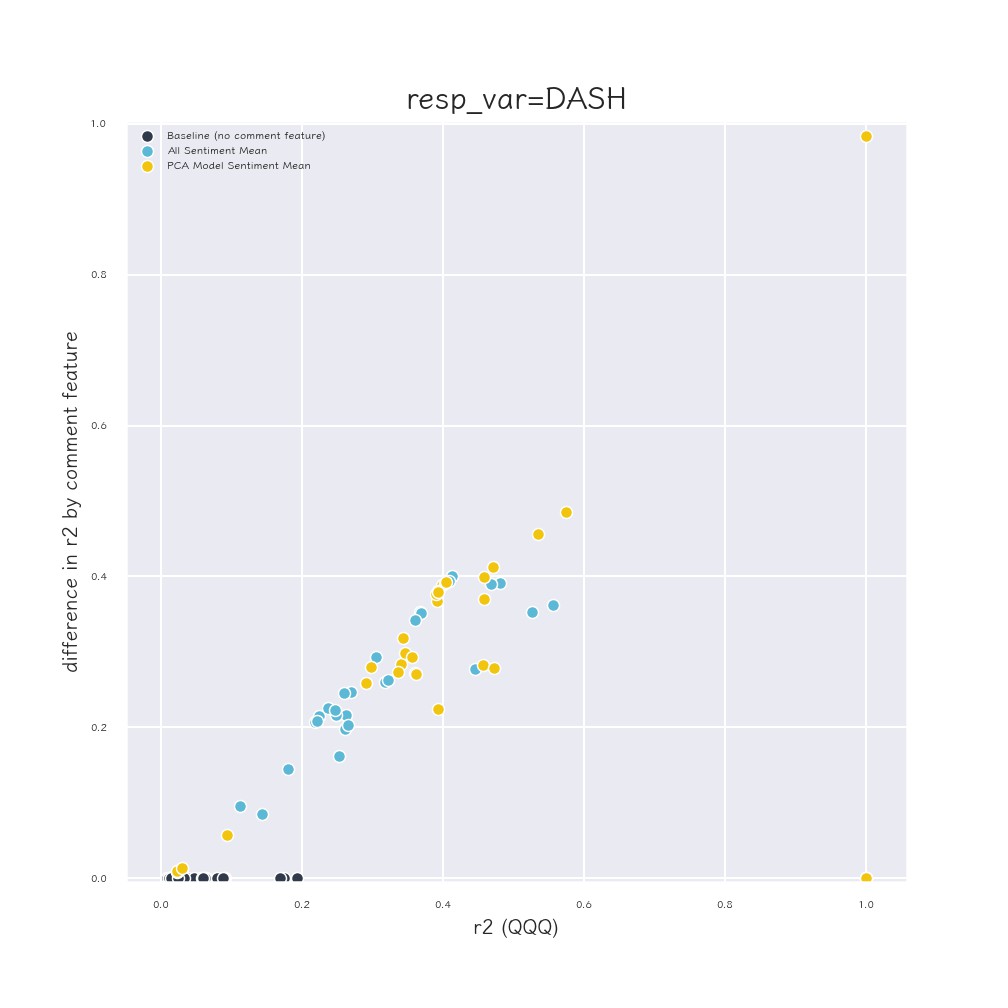 resp_var=DASH
Baseline (no comment feature)
All Sentiment Mean
PCA Model Sentiment Mean
difference in r2 by comment feature
1.0
0.8
0.6
0.4
0.2
0.0
0.0 0.2 0.4 0.6 0.8 1.0
r2 (QQQ)